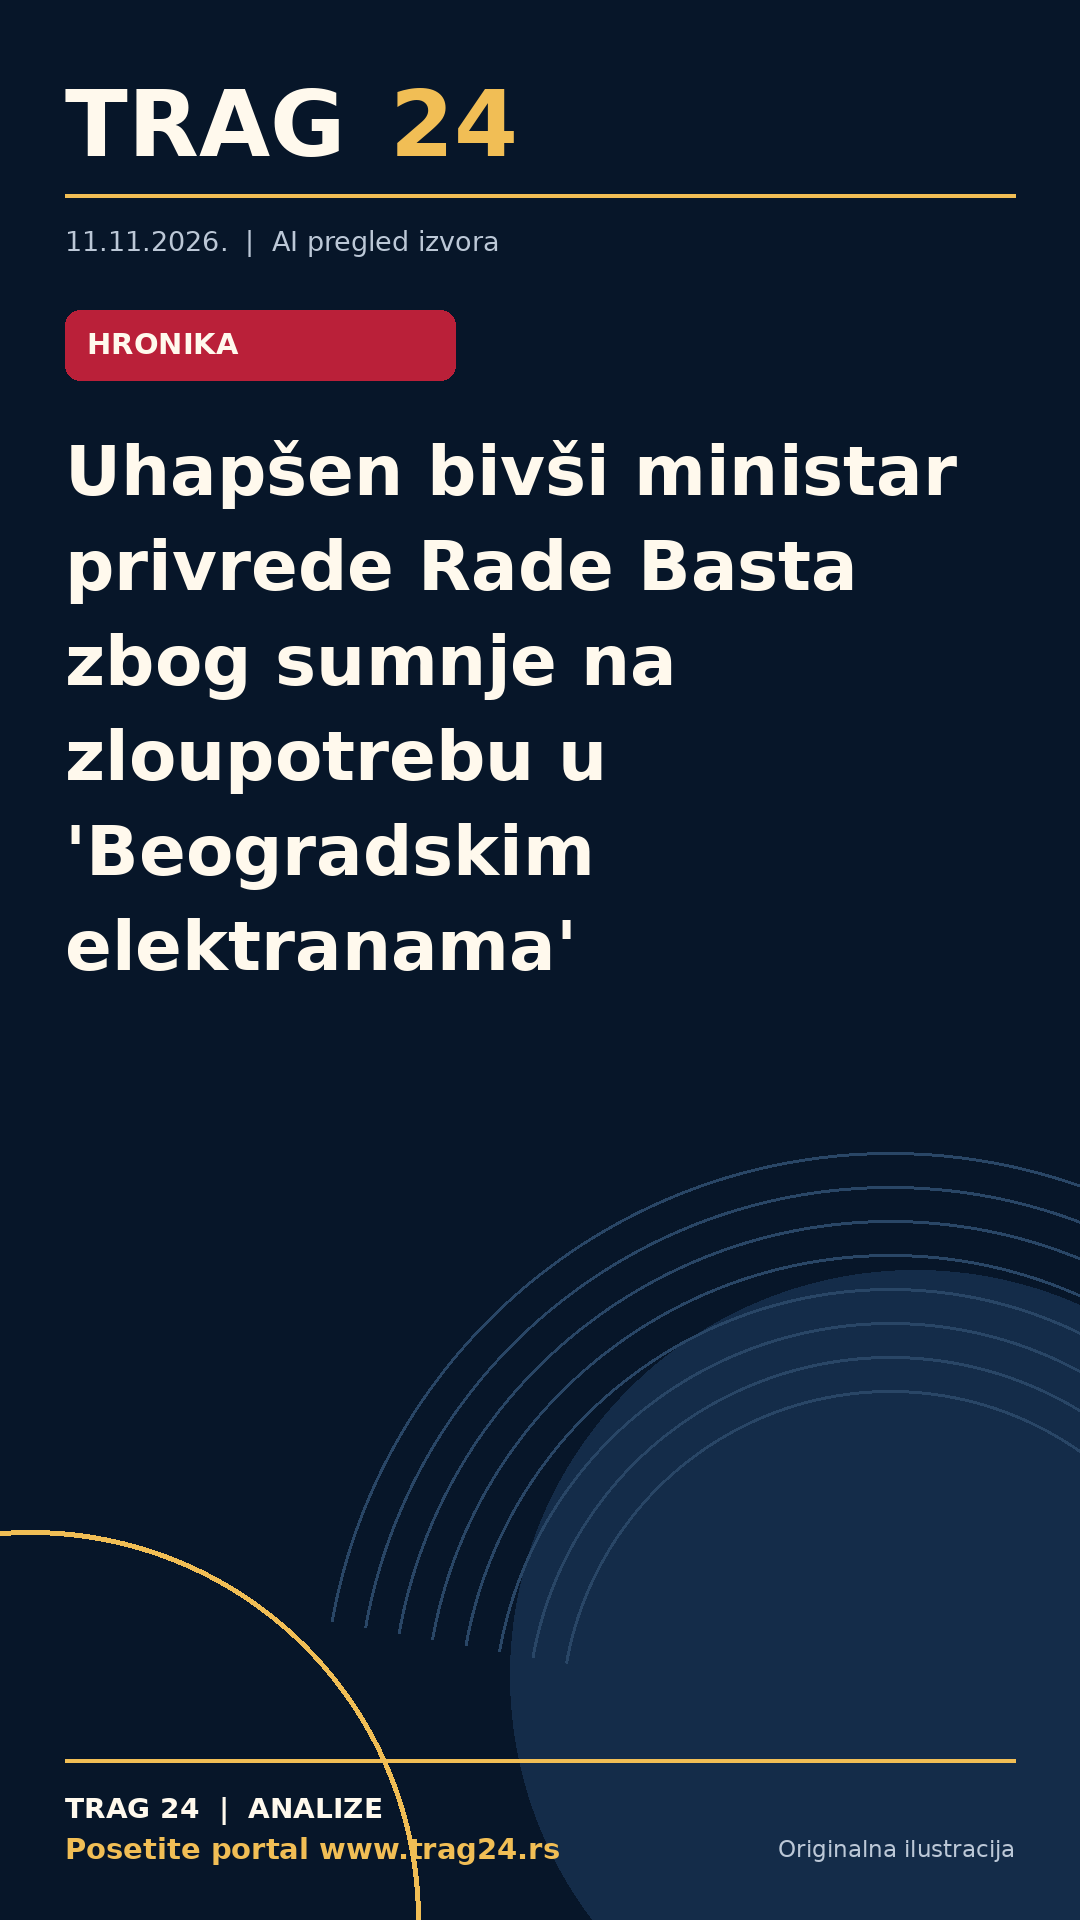 TRAG 24
11.11.2026. | AI pregled izvora
HRONIKA
Uhapšen bivši ministar
privrede Rade Basta
zbog sumnje na
zloupotrebu u
'Beogradskim
elektranama'
TRAG 24 | ANALIZE
Posetite portal www.trag24.rs
Originalna ilustracija